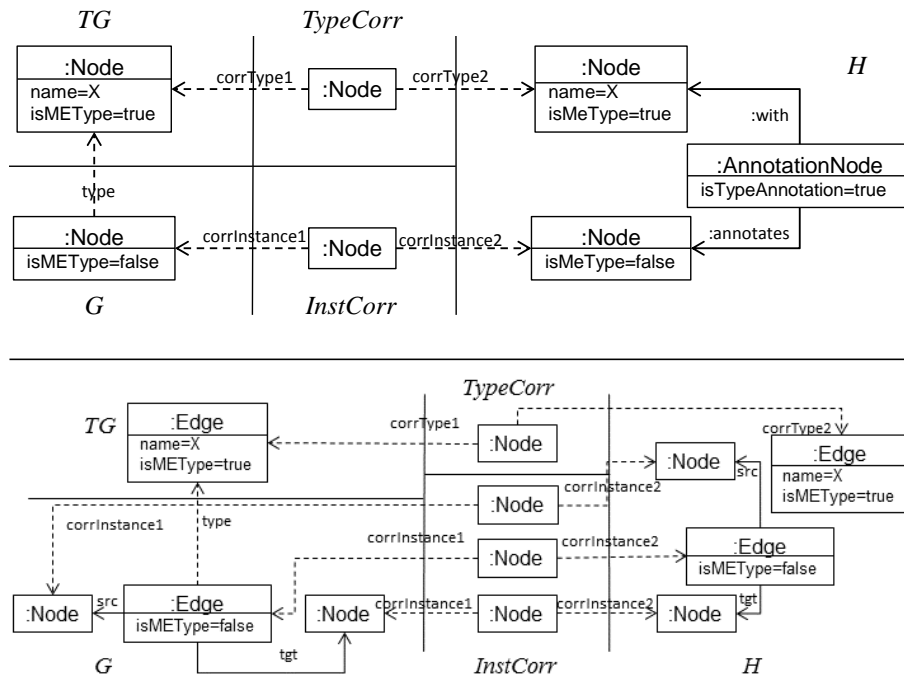 TG
TypeCorr
H
:Node
name=X
isMEType=true
corrType1
:Node
corrType2
:Node
name=X
isMeType=true
:with
:AnnotationNode
isTypeAnnotation=true
type
:Node
isMEType=false
corrInstance1
:Node
corrInstance2
:Node
isMeType=false
:annotates
G
InstCorr
TypeCorr
TG
:Edge
name=X
isMEType=true
corrType1
:Node
corrType2
:Edge
name=X
isMEType=true
:Node
src
corrInstance2
:Node
corrInstance1
type
corrInstance1
:Node
corrInstance2
:Edge
isMEType=false
tgt
:Node
src
:Edge
isMEType=false
:Node
corrInstance1
:Node
corrInstance2
:Node
tgt
G
InstCorr
H